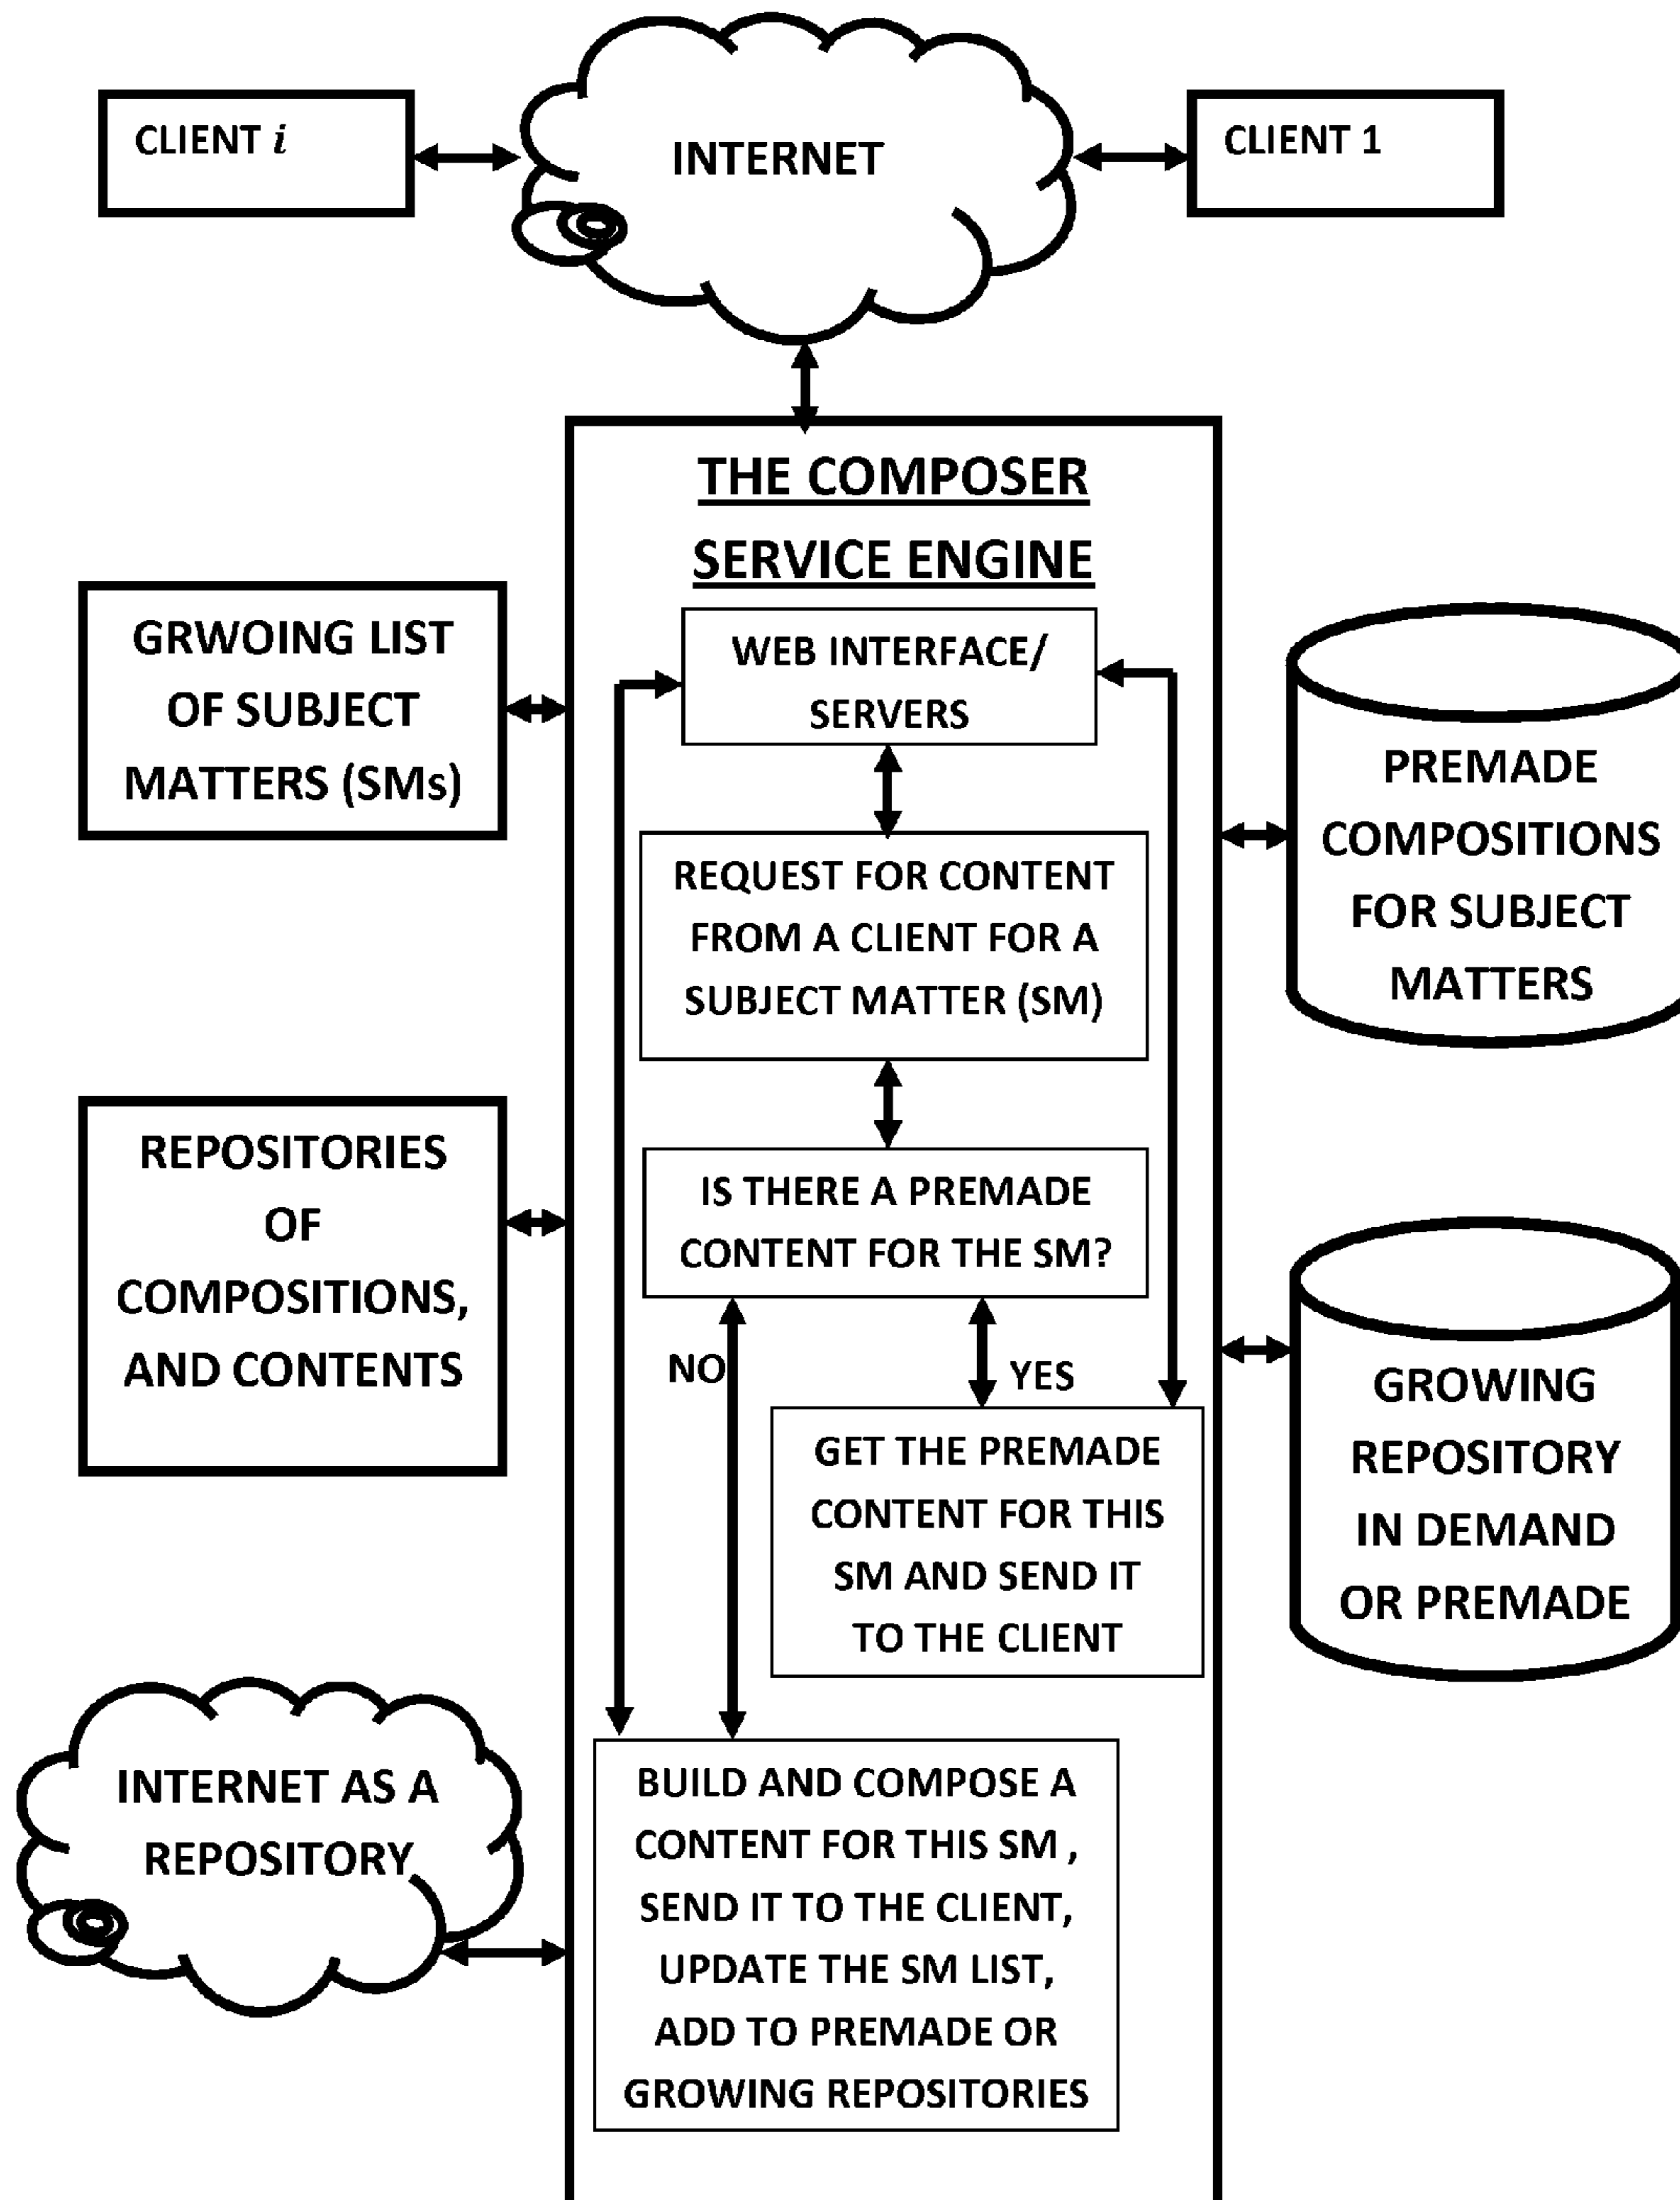 CLIENT i
INTERNET
CLIENT 1
THE COMPOSER
SERVICE ENGINE
GRWOING LIST
OF SUBJECT
MATTERS (SMs)
WEB INTERFACE/
SERVERS
PREMADE
COMPOSITIONS
FOR SUBJECT
MATTERS
REQUEST FOR CONTENT
FROM A CLIENT FOR A
SUBJECT MATTER (SM)
REPOSITORIES
OF
COMPOSITIONS,
AND CONTENTS
IS THERE A PREMADE
CONTENT FOR THE SM?
NO
YES
GROWING
REPOSITORY
IN DEMAND
OR PREMADE
GET THE PREMADE
CONTENT FOR THIS
SM AND SEND IT
TO THE CLIENT
INTERNET AS A
REPOSITORY
BUILD AND COMPOSE A
CONTENT FOR THIS SM ,
SEND IT TO THE CLIENT,
UPDATE THE SM LIST,
ADD TO PREMADE OR
GROWING REPOSITORIES